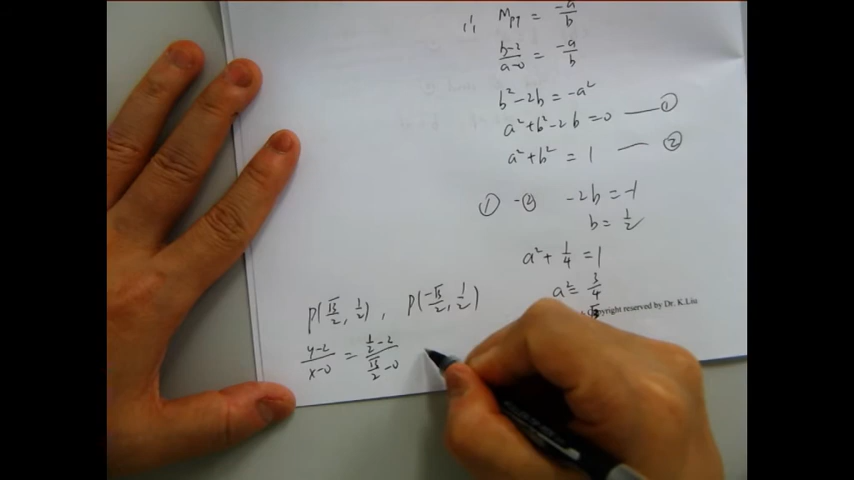 ∴ M_PT = -a/b
b-2/a-0 = -a/b
b²-2b = -a²
a²+b²-2b=0 —— ①
a²+b² = 1 —— ②
① - ② -2b = -1
b = 1/2
a² + 1/4 = 1
a² = 3/4
Copyright reserved by Dr. K.Liu
P(√3/2, 1/2) , P(-√3/2, 1/2)
y-2/x-0 = 1/2-2/√3/2-0